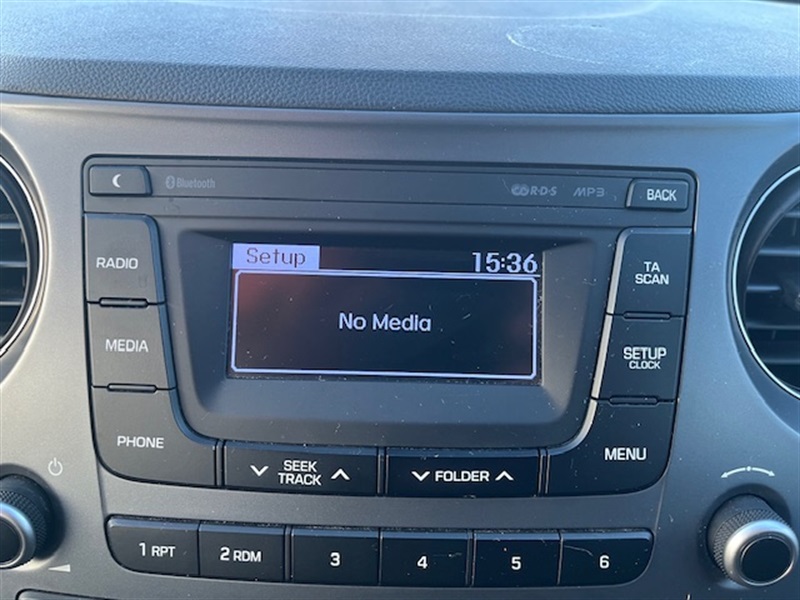 Bluetooth
R·D·S
MP3
BACK
RADIO
Setup
15:36
TA
SCAN
MEDIA
No Media
SETUP
CLOCK
PHONE
SEEK
TRACK
FOLDER
MENU
1 RPT
2 RDM
3
4
5
6